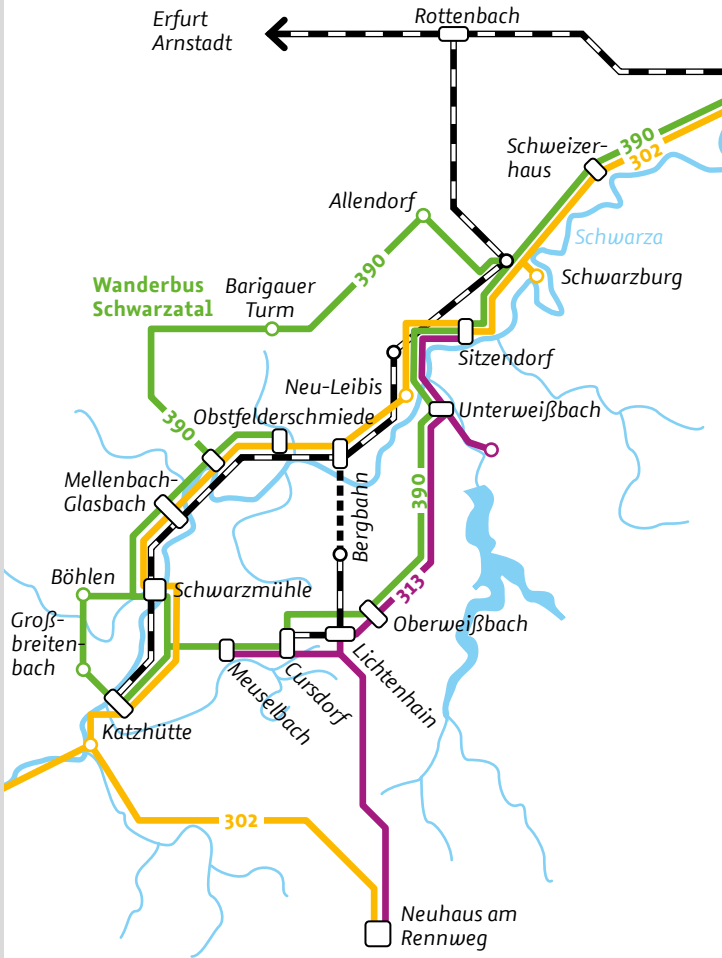 Erfurt
Arnstadt
Rottenbach
Schweizer-
haus
390
302
Allendorf
Schwarza
Schwarzburg
390
Wanderbus
Schwarzatal
Barigauer
Turm
Sitzendorf
Neu-Leibis
390
Obstfelderschmiede
Unterweißbach
Mellenbach-
Glasbach
Bergbahn
390
Böhlen
Schwarzmühle
313
Groß-
breiten-
bach
Oberweißbach
Lichtenhain
Cursdorf
Meuselbach
Katzhütte
302
Neuhaus am
Rennweg